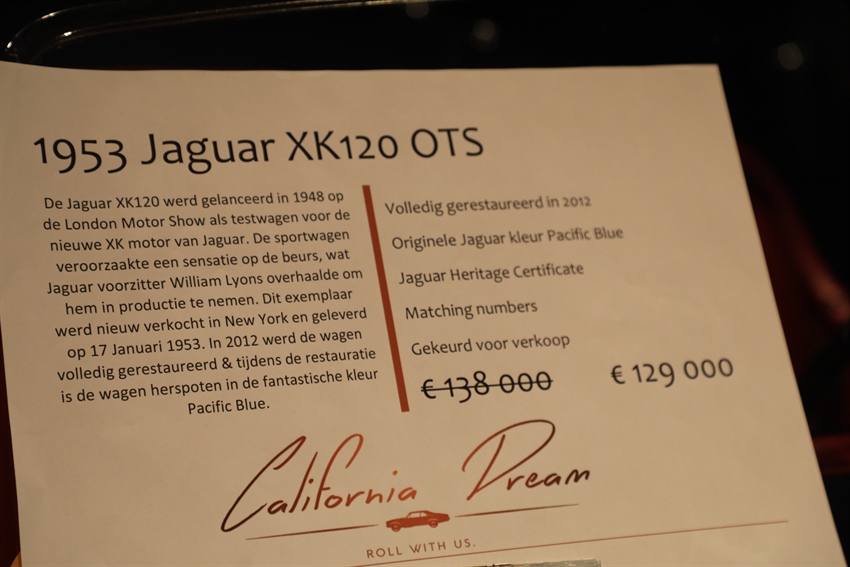 1953 Jaguar XK120 OTS
De Jaguar XK120 werd gelanceerd in 1948 op
de London Motor Show als testwagen voor de
nieuwe XK motor van Jaguar. De sportwagen
veroorzaakte een sensatie op de beurs, wat
Jaguar voorzitter William Lyons overhaalde om
hem in productie te nemen. Dit exemplaar
werd nieuw verkocht in New York en geleverd
op 17 Januari 1953. In 2012 werd de wagen
volledig gerestaureerd & tijdens de restauratie
is de wagen herspoten in de fantastische kleur
Pacific Blue.
Volledig gerestaureerd in 2012
Originele Jaguar kleur Pacific Blue
Jaguar Heritage Certificate
Matching numbers
Gekeurd voor verkoop
€ 138 000 € 129 000
California Dream
ROLL WITH US.